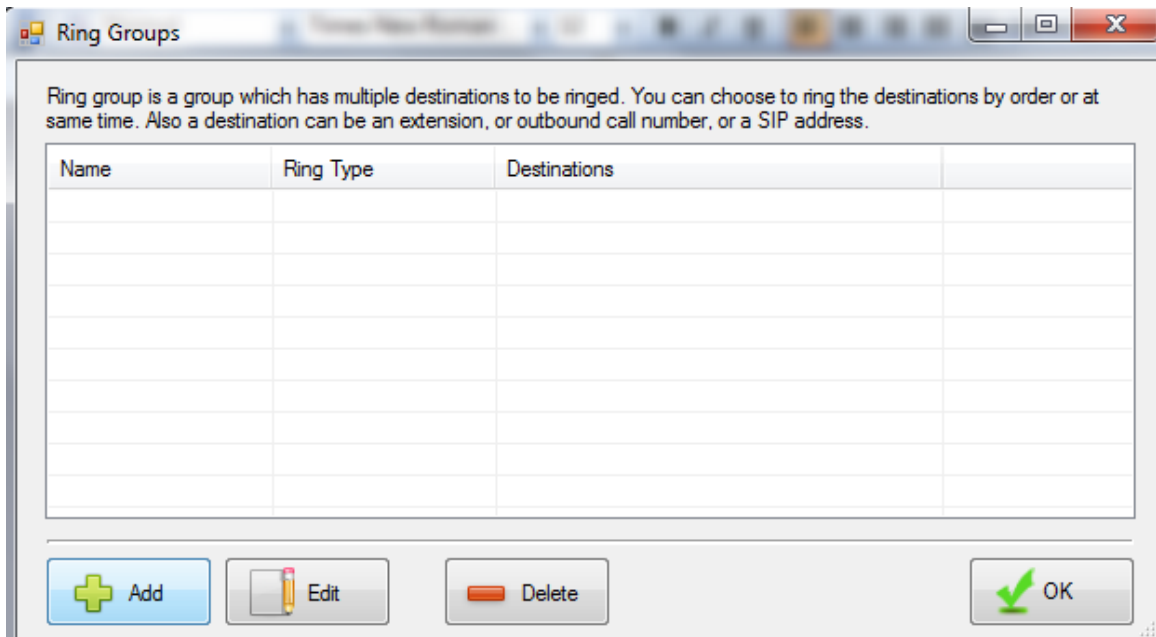 Ring Groups
Ring group is a group which has multiple destinations to be ringed. You can choose to ring the destinations by order or at
same time. Also a destination can be an extension, or outbound call number, or a SIP address.
Name Ring Type Destinations
Add Edit Delete OK